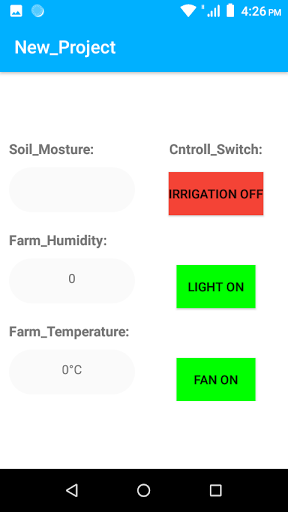 4:26 PM
New_Project
Soil_Mosture:
Cntroll_Switch:
IRRIGATION OFF
Farm_Humidity:
0
LIGHT ON
Farm_Temperature:
0°C
FAN ON